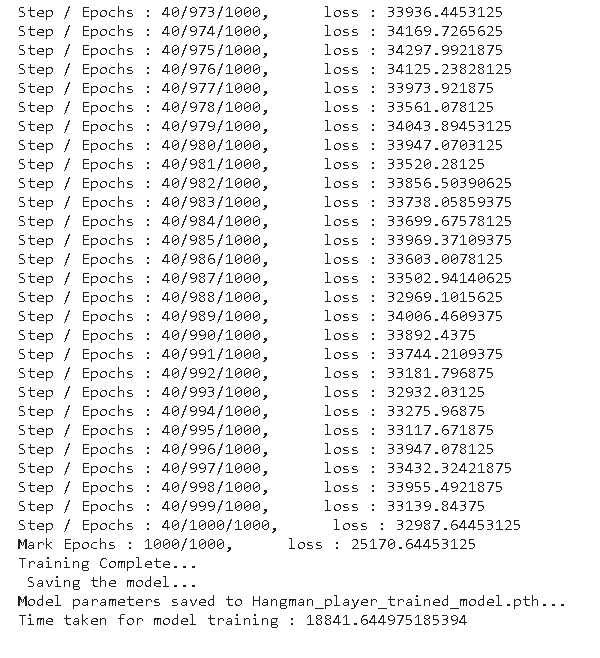 Step / Epochs : 40/973/1000,      loss : 33936.4453125
Step / Epochs : 40/974/1000,      loss : 34169.7265625
Step / Epochs : 40/975/1000,      loss : 34297.9921875
Step / Epochs : 40/976/1000,      loss : 34125.23828125
Step / Epochs : 40/977/1000,      loss : 33973.921875
Step / Epochs : 40/978/1000,      loss : 33561.078125
Step / Epochs : 40/979/1000,      loss : 34043.89453125
Step / Epochs : 40/980/1000,      loss : 33947.0703125
Step / Epochs : 40/981/1000,      loss : 33520.28125
Step / Epochs : 40/982/1000,      loss : 33856.50390625
Step / Epochs : 40/983/1000,      loss : 33738.05859375
Step / Epochs : 40/984/1000,      loss : 33699.67578125
Step / Epochs : 40/985/1000,      loss : 33969.37109375
Step / Epochs : 40/986/1000,      loss : 33603.0078125
Step / Epochs : 40/987/1000,      loss : 33502.94140625
Step / Epochs : 40/988/1000,      loss : 32969.1015625
Step / Epochs : 40/989/1000,      loss : 34006.4609375
Step / Epochs : 40/990/1000,      loss : 33892.4375
Step / Epochs : 40/991/1000,      loss : 33744.2109375
Step / Epochs : 40/992/1000,      loss : 33181.796875
Step / Epochs : 40/993/1000,      loss : 32932.03125
Step / Epochs : 40/994/1000,      loss : 33275.96875
Step / Epochs : 40/995/1000,      loss : 33117.671875
Step / Epochs : 40/996/1000,      loss : 33947.078125
Step / Epochs : 40/997/1000,      loss : 33432.32421875
Step / Epochs : 40/998/1000,      loss : 33955.4921875
Step / Epochs : 40/999/1000,      loss : 33139.84375
Step / Epochs : 40/1000/1000,      loss : 32987.64453125
Mark Epochs : 1000/1000,      loss : 25170.64453125
Training Complete...
Saving the model...
Model parameters saved to Hangman_player_trained_model.pth...
Time taken for model training : 18841.644975185394